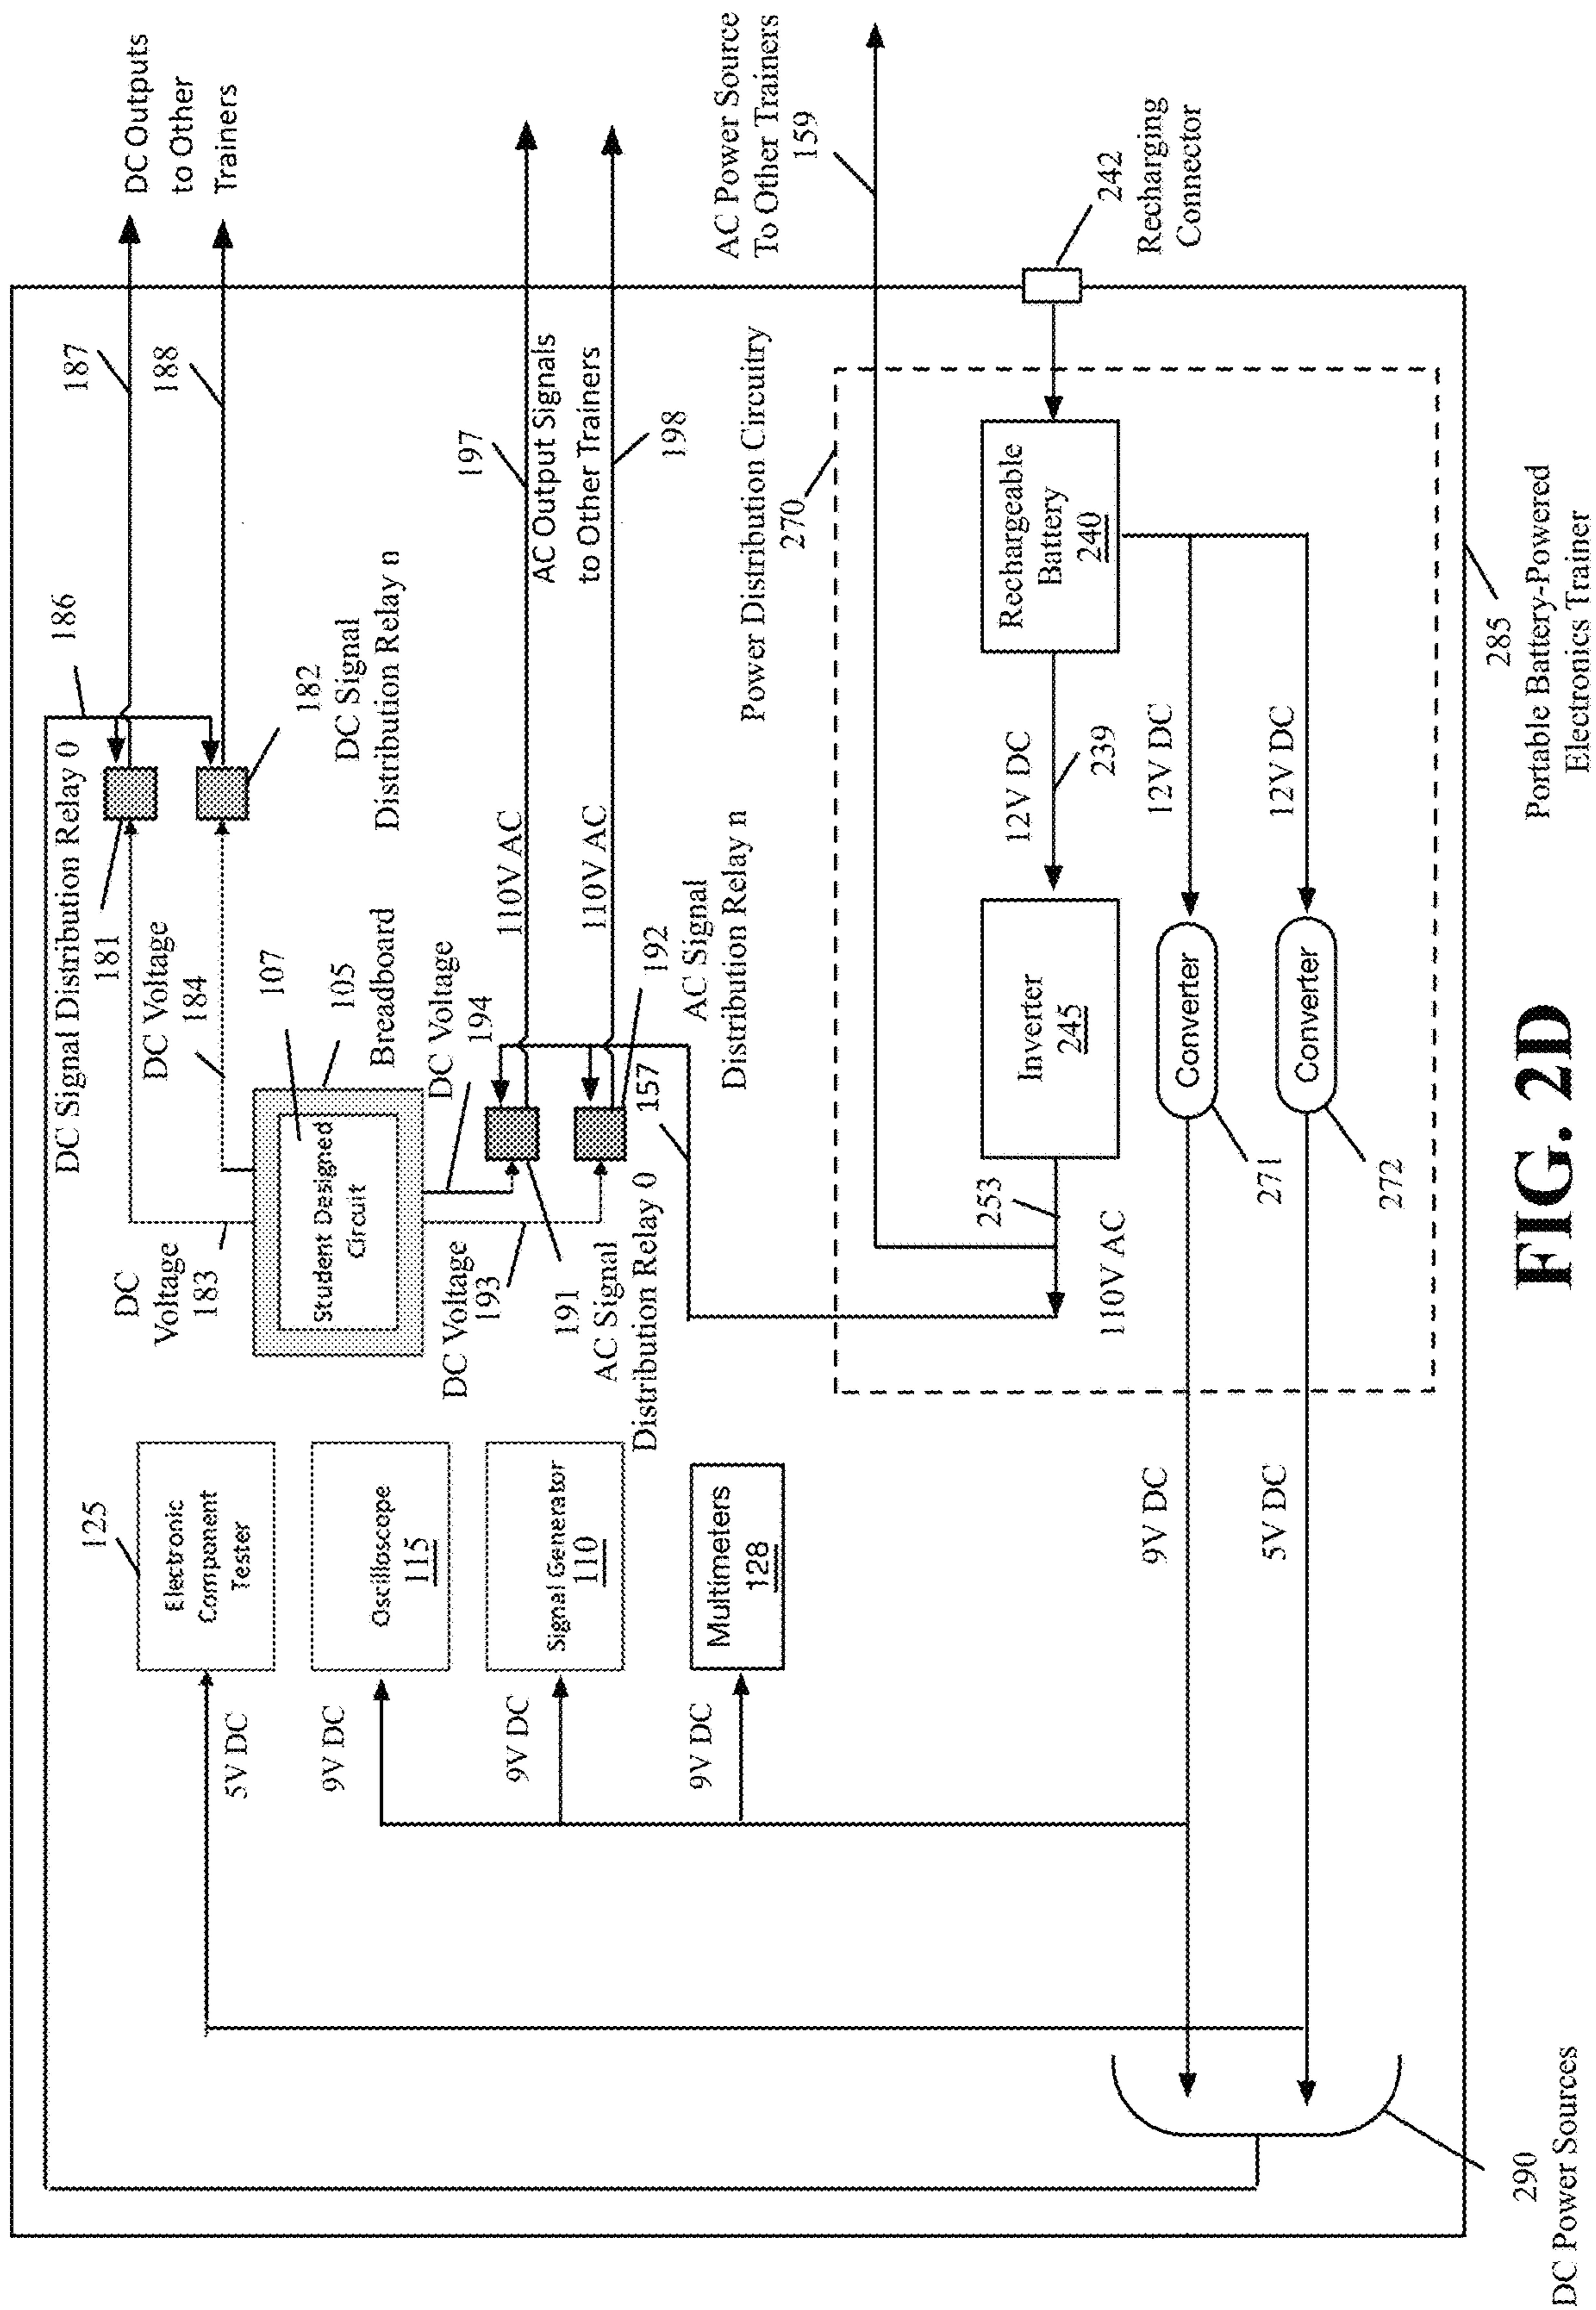 DC Outputs
to Other
Trainers
187
188
186
DC Signal Distribution Relay 0
181
182
DC Signal
Distribution Relay n
DC Voltage
184
DC
Voltage
183
107
105
Breadboard
Student Designed
Circuit
DC Voltage
194
DC Voltage
193
191
AC Signal
Distribution Relay 0
192
AC Signal
Distribution Relay n
157
110V AC
110V AC
197
AC Output Signals
to Other Trainers
198
AC Power Source
To Other Trainers
159
242
Recharging
Connector
Power Distribution Circuitry
270
Rechargeable
Battery
240
12V DC
239
12V DC
12V DC
Inverter
245
253
110V AC
Converter
271
Converter
272
125
Electronic
Component
Tester
Oscilloscope
115
Signal Generator
110
Multimeters
128
5V DC
9V DC
9V DC
9V DC
9V DC
5V DC
290
DC Power Sources
285
Portable Battery-Powered
Electronics Trainer
FIG. 2D